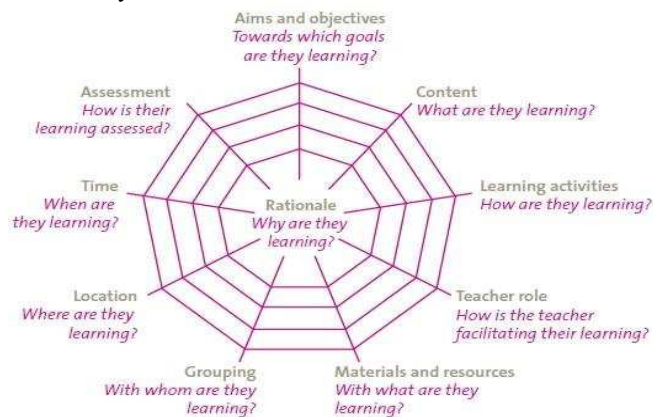 Aims and objectives
Towards which goals
are they learning?
Content
What are they learning?
Learning activities
How are they learning?
Teacher role
How is the teacher
facilitating their learning?
Materials and resources
With what are they
learning?
Grouping
With whom are they
learning?
Location
Where are they
learning?
Time
When are
they learning?
Assessment
How is their
learning assessed?
Rationale
Why are they
learning?